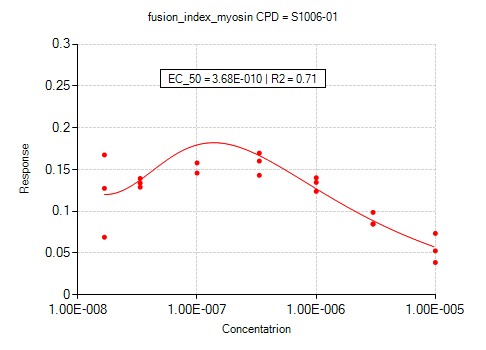 fusion_index_myosin CPD = S1006-01
0.3
EC_50 = 3.68E-010 | R2 = 0.71
0.25
0.2
0.15
0.1
0.05
0
Response
1.00E-008 1.00E-007 1.00E-006 1.00E-005
Concentatrion